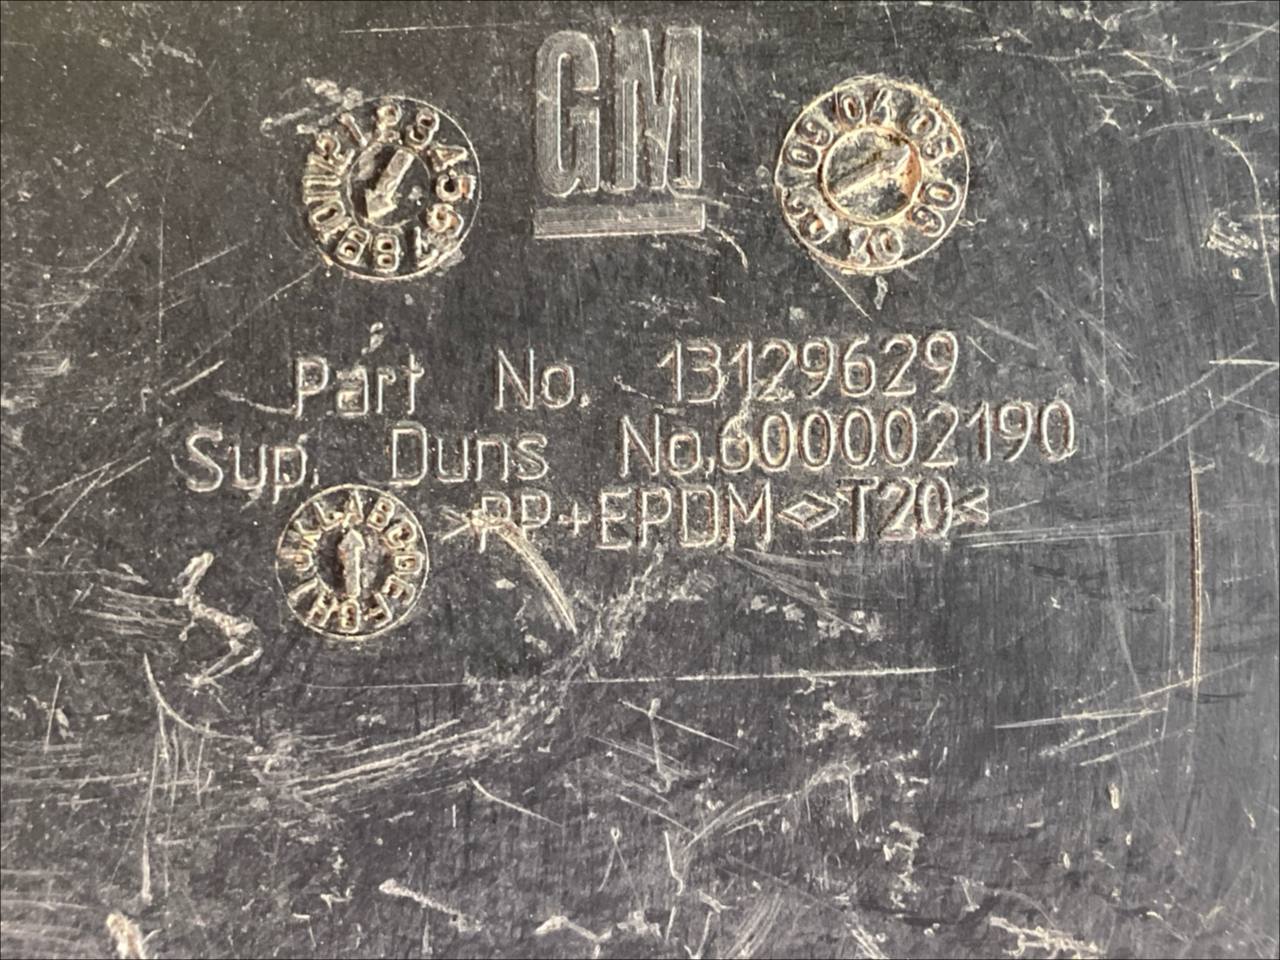 GM
Part No. 13129629
Sup. Duns No.600002190
>PP+EPDM<>T20<